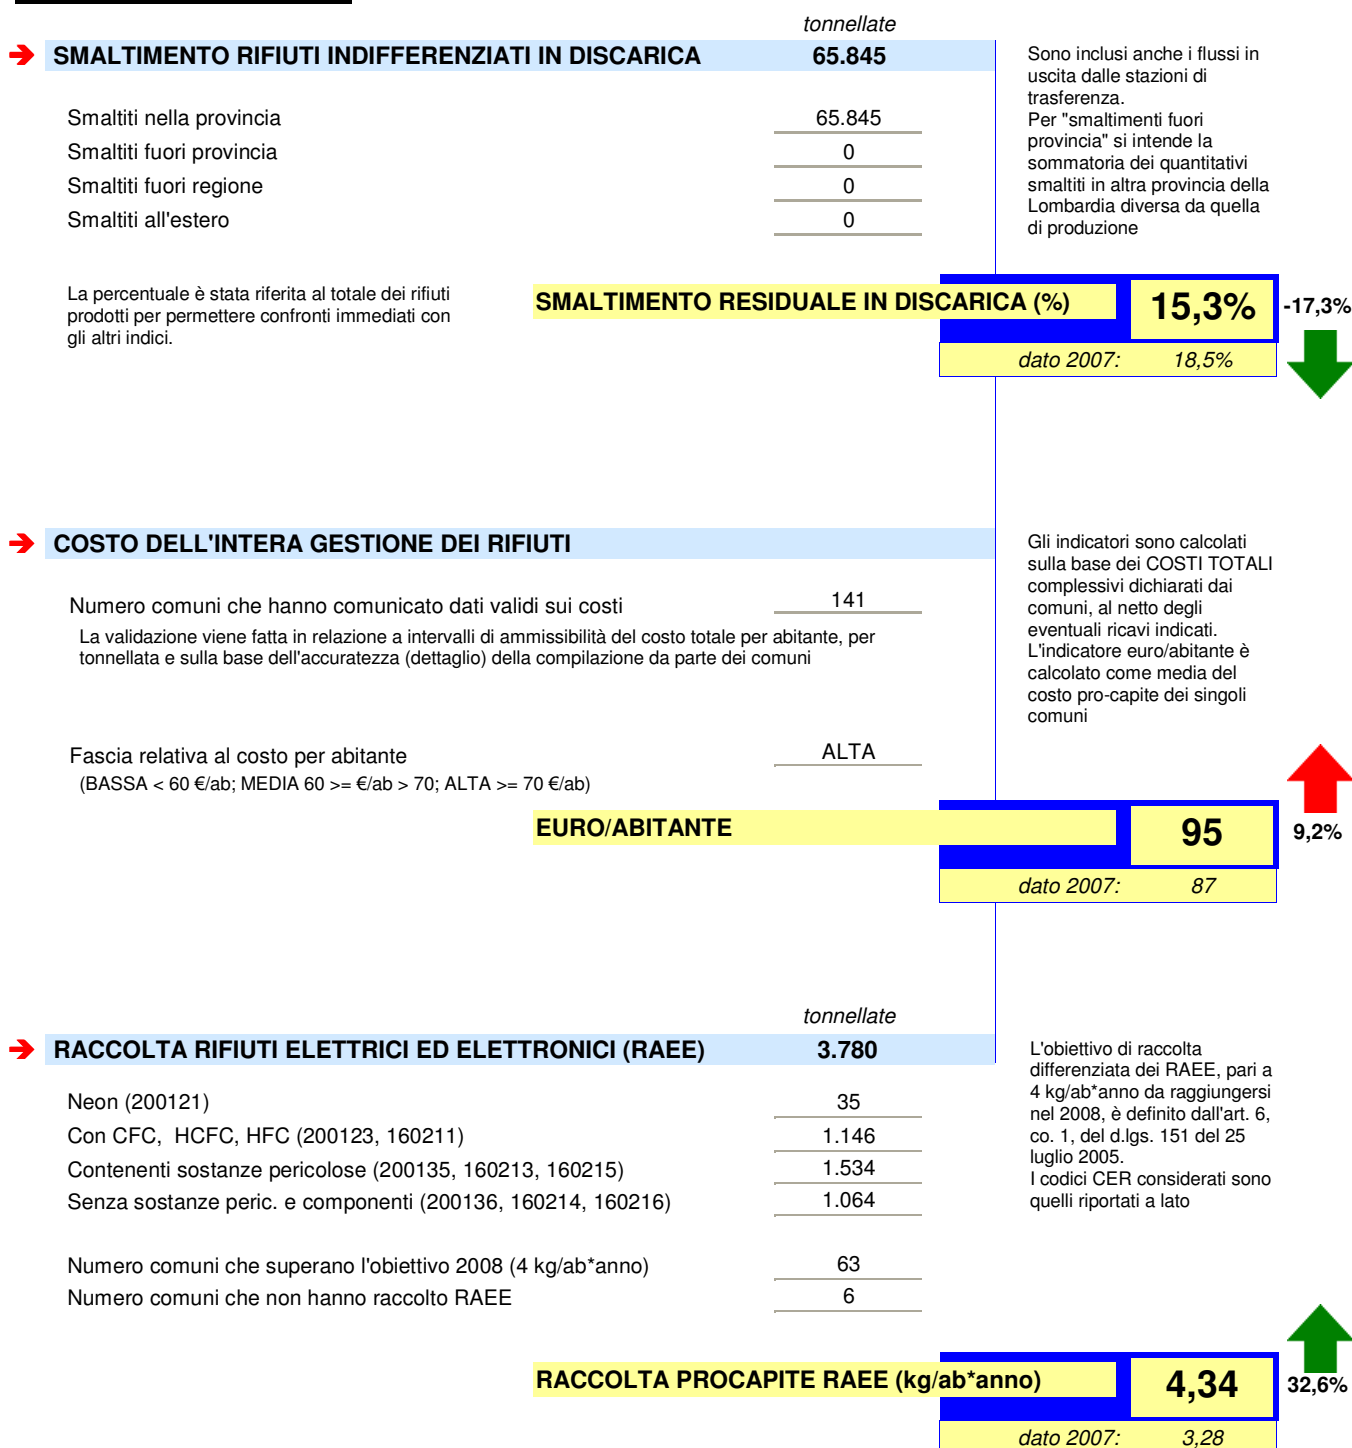 tonnellate
SMALTIMENTO RIFIUTI INDIFFERENZIATI IN DISCARICA 65.845
Smaltiti nella provincia 65.845
Smaltiti fuori provincia 0
Smaltiti fuori regione 0
Smaltiti all'estero 0
Sono inclusi anche i flussi in
uscita dalle stazioni di
trasferenza.
Per "smaltimenti fuori
provincia" si intende la
sommatoria dei quantitativi
smaltiti in altra provincia della
Lombardia diversa da quella
di produzione
La percentuale è stata riferita al totale dei rifiuti
prodotti per permettere confronti immediati con
gli altri indici.
SMALTIMENTO RESIDUALE IN DISCARICA (%) 15,3% -17,3%
dato 2007: 18,5%
COSTO DELL'INTERA GESTIONE DEI RIFIUTI
Numero comuni che hanno comunicato dati validi sui costi 141
La validazione viene fatta in relazione a intervalli di ammissibilità del costo totale per abitante, per
tonnellata e sulla base dell'accuratezza (dettaglio) della compilazione da parte dei comuni
Gli indicatori sono calcolati
sulla base dei COSTI TOTALI
complessivi dichiarati dai
comuni, al netto degli
eventuali ricavi indicati.
L'indicatore euro/abitante è
calcolato come media del
costo pro-capite dei singoli
comuni
Fascia relativa al costo per abitante ALTA
(BASSA < 60 €/ab; MEDIA 60 >= €/ab > 70; ALTA >= 70 €/ab)
EURO/ABITANTE 95 9,2%
dato 2007: 87
tonnellate
RACCOLTA RIFIUTI ELETTRICI ED ELETTRONICI (RAEE) 3.780
Neon (200121) 35
Con CFC, HCFC, HFC (200123, 160211) 1.146
Contenenti sostanze pericolose (200135, 160213, 160215) 1.534
Senza sostanze peric. e componenti (200136, 160214, 160216) 1.064
L'obiettivo di raccolta
differenziata dei RAEE, pari a
4 kg/ab*anno da raggiungersi
nel 2008, è definito dall'art. 6,
co. 1, del d.lgs. 151 del 25
luglio 2005.
I codici CER considerati sono
quelli riportati a lato
Numero comuni che superano l'obiettivo 2008 (4 kg/ab*anno) 63
Numero comuni che non hanno raccolto RAEE 6
RACCOLTA PROCAPITE RAEE (kg/ab*anno) 4,34 32,6%
dato 2007: 3,28